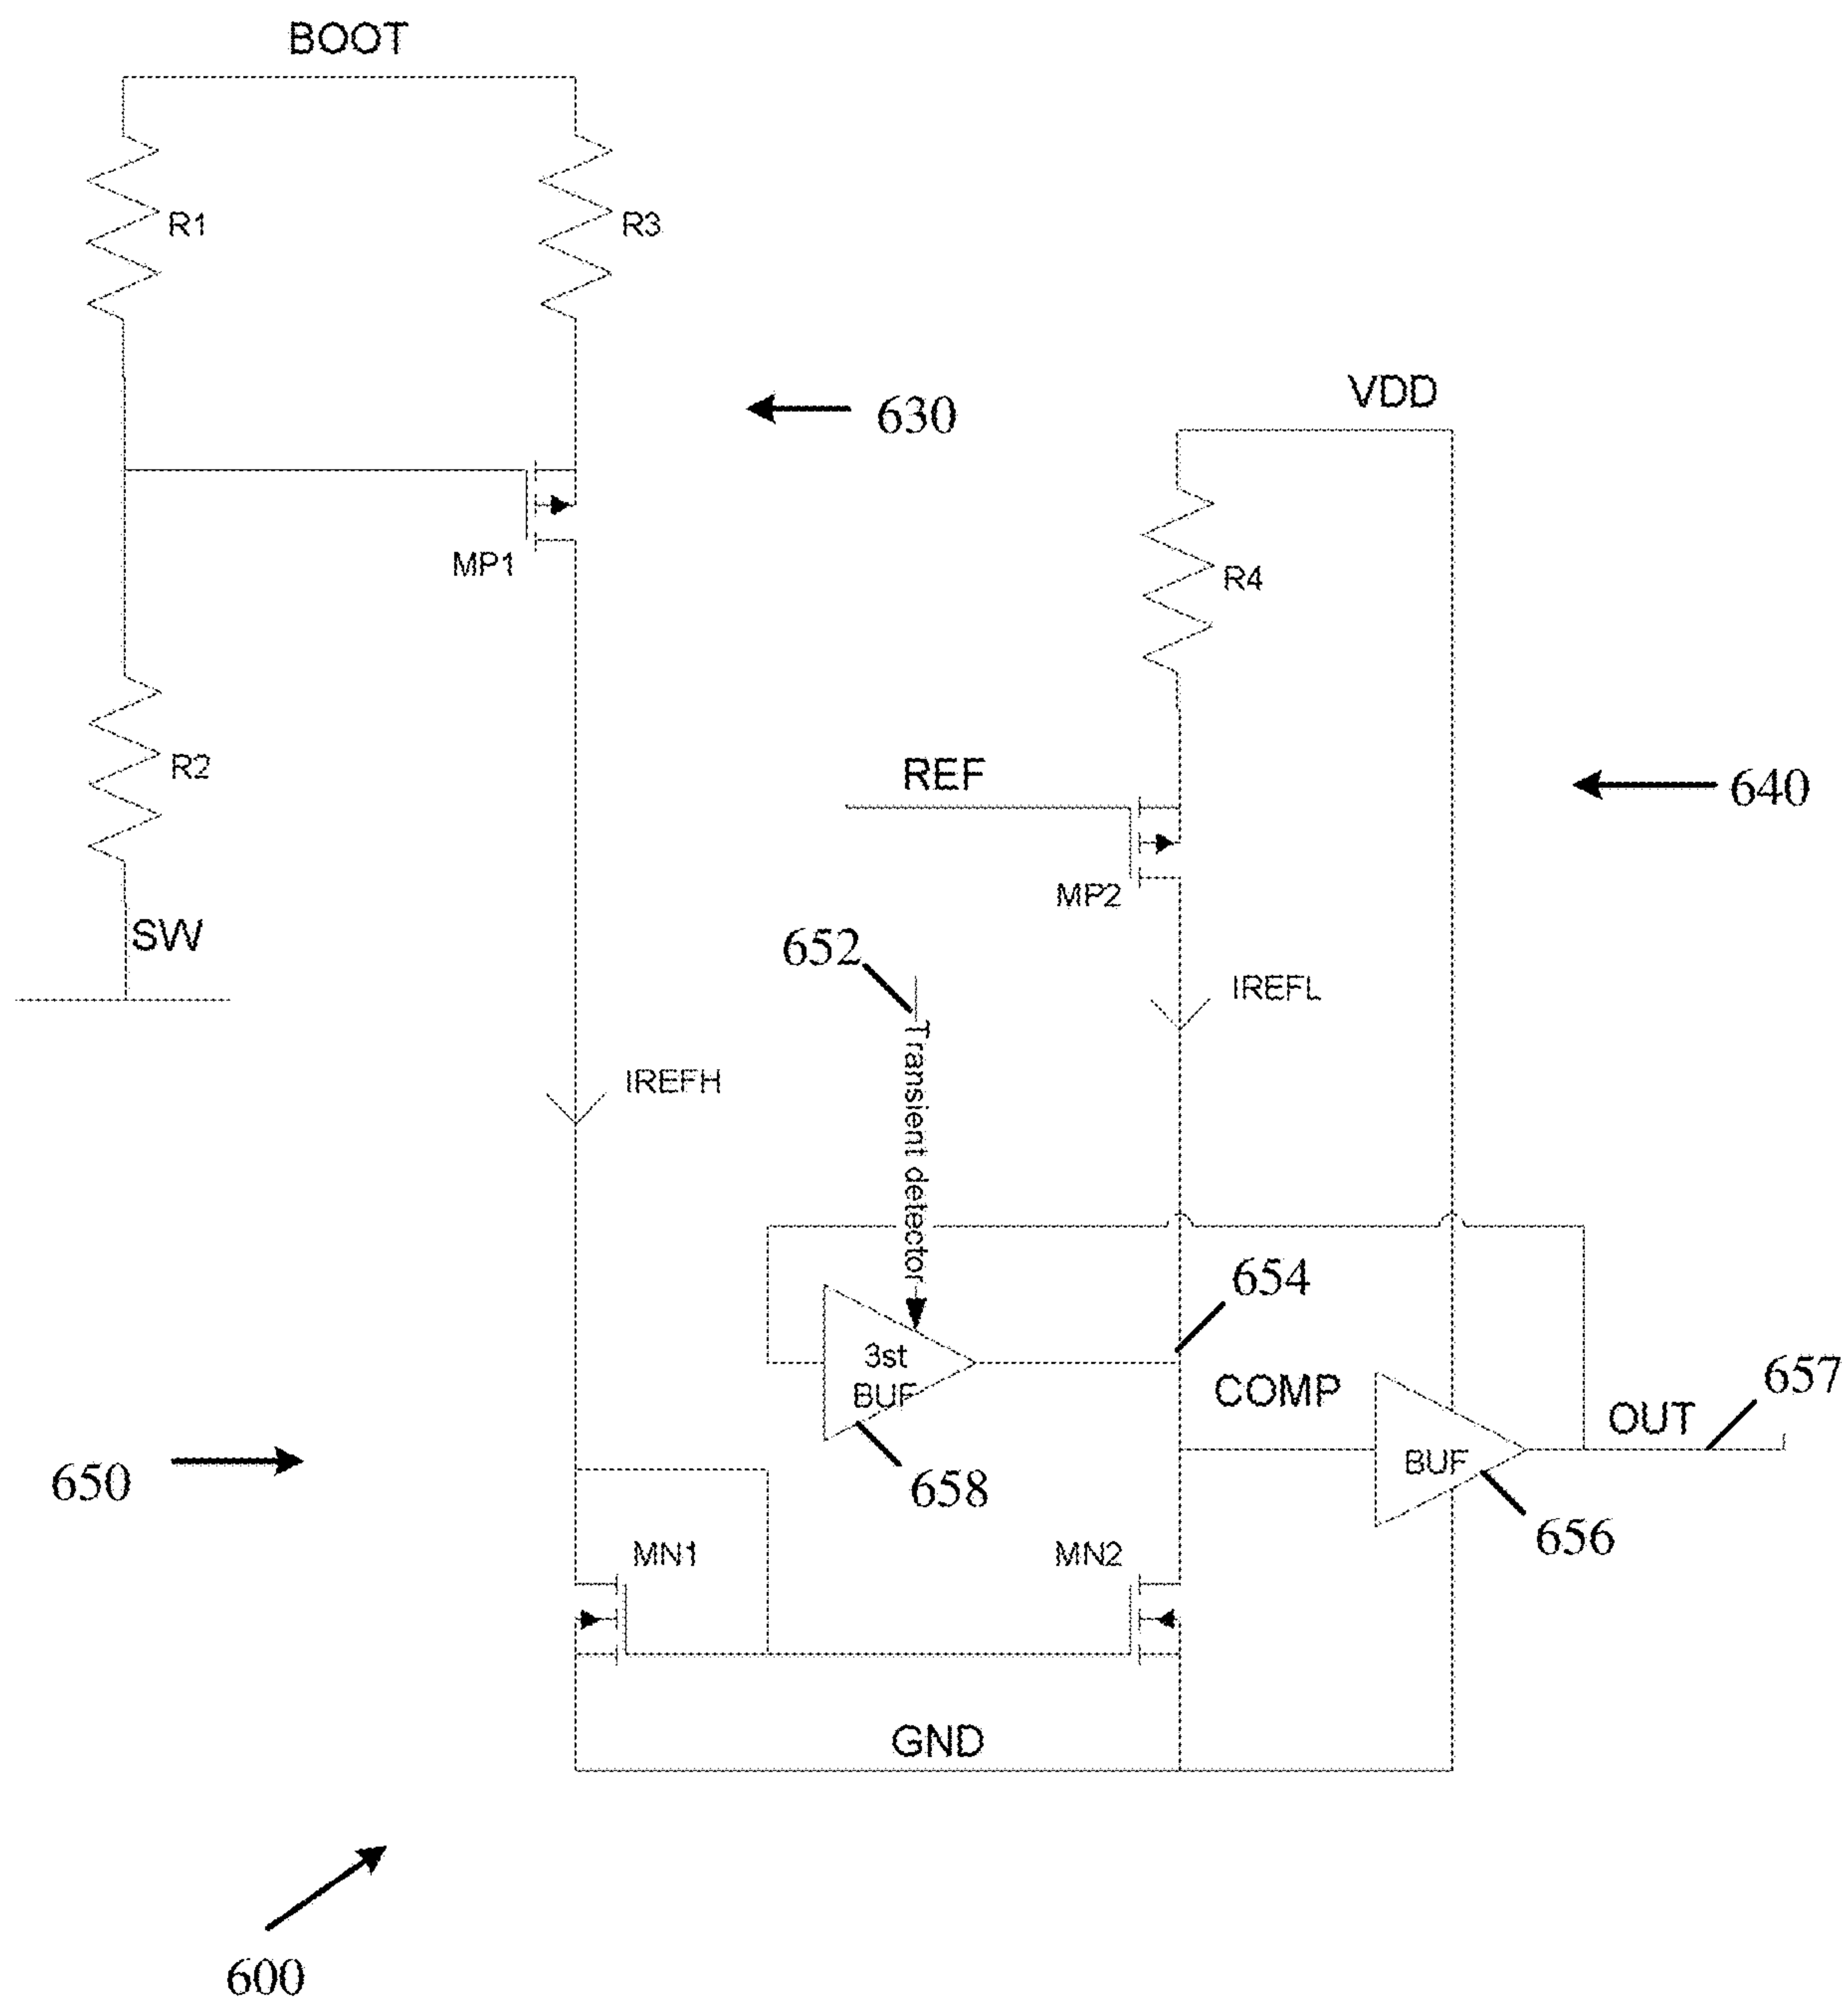 BOOT
R1
R3
630
VDD
MP1
R4
R2
REF
640
MP2
SW
652
IREFL
IREFH
Transient detector
654
3st
BUF
COMP
657
OUT
BUF
650
658
656
MN1
MN2
GND
600